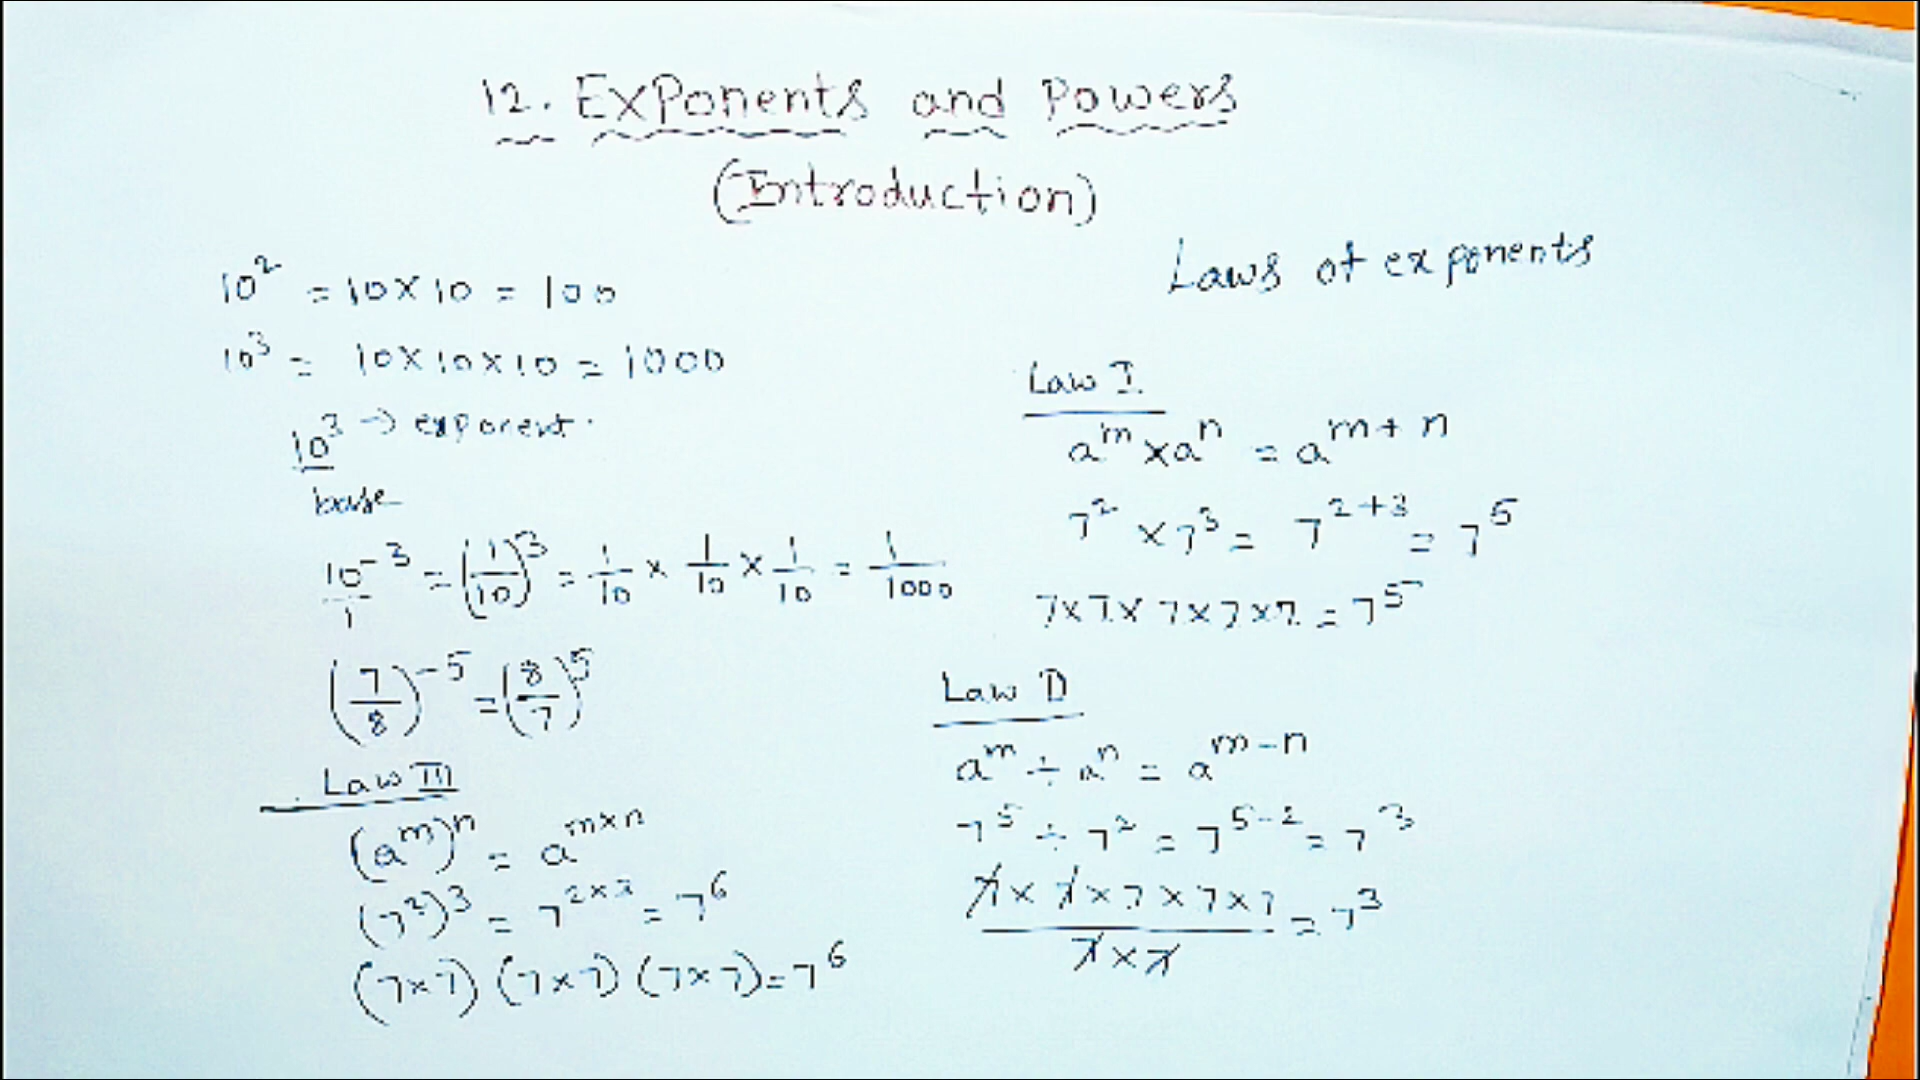 12. Exponents and Powers
(Introduction)
10² = 10 × 10 = 100
10³ = 10×10×10 = 1000
10³ → exponent.
base
10⁻³/1 = (1/10)³ = 1/10 × 1/10 × 1/10 = 1/1000
(7/8)⁻⁵ = (8/7)⁵
Law III
(aᵐ)ⁿ = aᵐˣⁿ
(7²)³ = 7²ˣ³ = 7⁶
(7×7) (7×7) (7×7) = 7⁶
Laws of exponents
Law I
aᵐ × aⁿ = aᵐ⁺ⁿ
7² × 7³ = 7²⁺³ = 7⁵
7×7×7×7×7 = 7⁵
Law II
aᵐ ÷ aⁿ = aᵐ⁻ⁿ
7⁵ ÷ 7² = 7⁵⁻² = 7³
7×7×7×7×7 / 7×7 = 7³